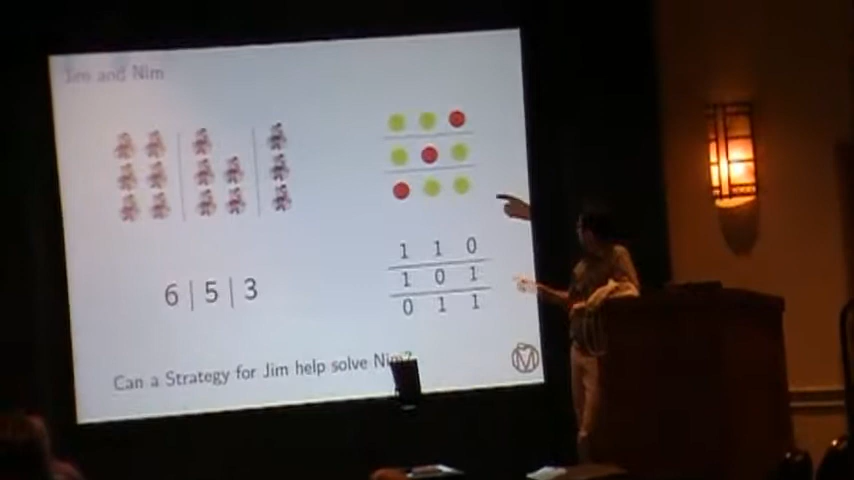 Jim and Nim
6 | 5 | 3
1 1 0
1 0 1
0 1 1
Can a Strategy for Jim help solve Nim?